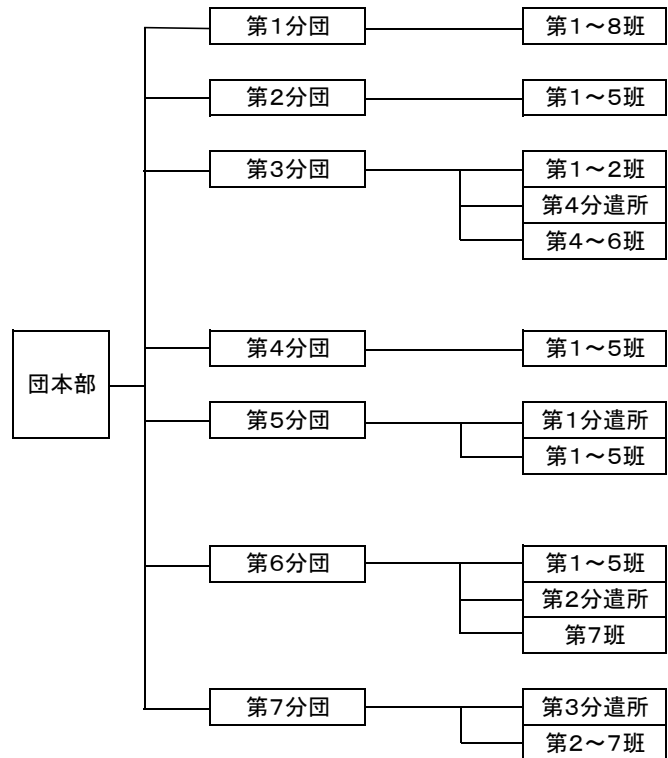 第1分団 第1～8班
第2分団 第1～5班
第3分団 第1～2班
第4分遣所
第4～6班
第4分団 第1～5班
団本部
第5分団 第1分遣所
第1～5班
第6分団 第1～5班
第2分遣所
第7班
第7分団 第3分遣所
第2～7班